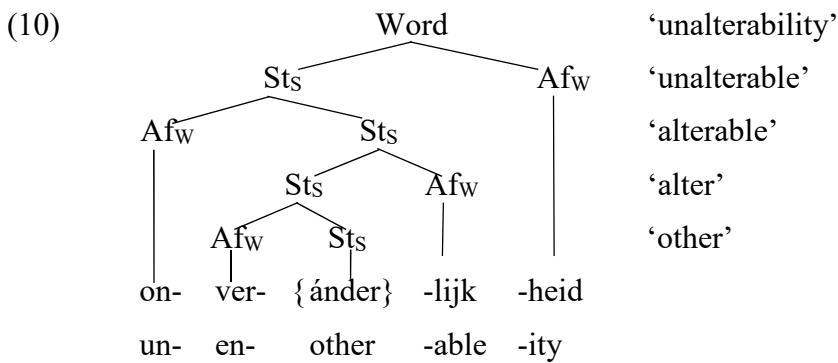 (10) Word ‘unalterability’
StS AfW ‘unalterable’
AfW StS ‘alterable’
StS AfW ‘alter’
AfW StS ‘other’
on- ver- {ánder} -lijk -heid
un- en- other -able -ity